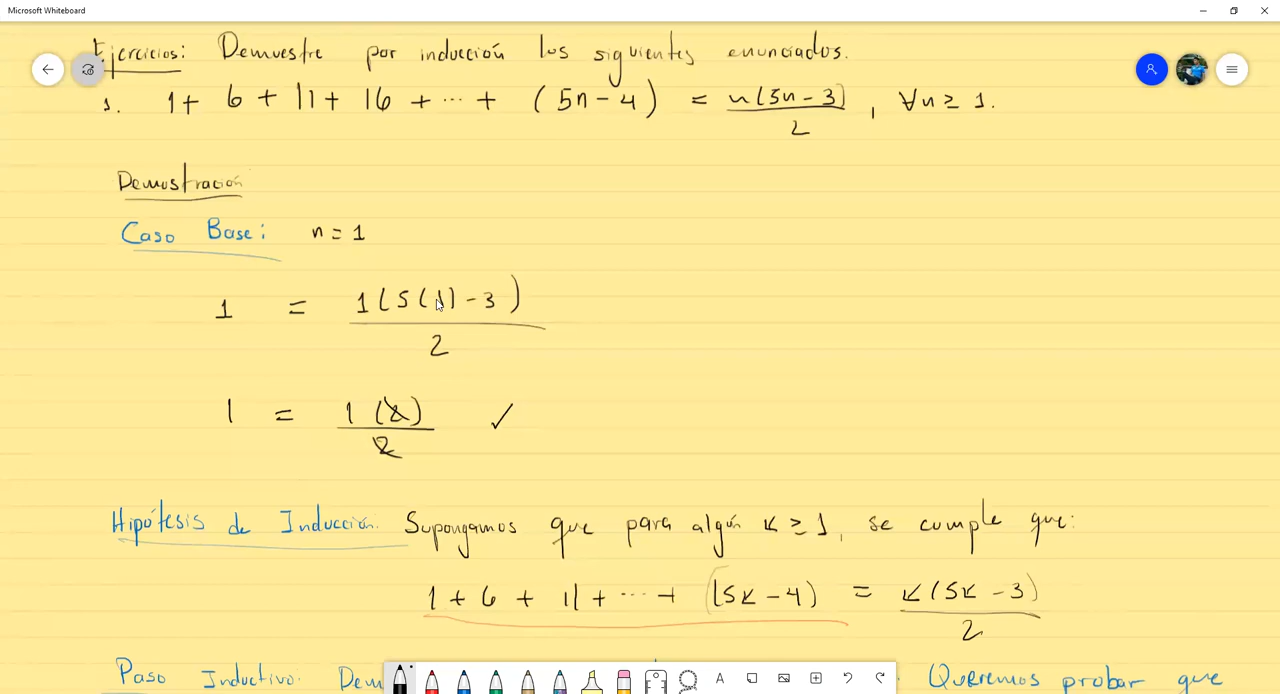 Microsoft Whiteboard
Ejercicios: Demuestre por inducción los siguientes enunciados.
1. 1 + 6 + 11 + 16 + ... + (5n - 4) = n(5n - 3)/2, ∀n ≥ 1.
Demostración
Caso Base: n = 1
1 = 1(5(1) - 3)/2
1 = 1(2)/2 ✓
Hipótesis de Inducción. Supongamos que para algún k ≥ 1, se cumple que:
1 + 6 + 11 + ... + (5k - 4) = k(5k - 3)/2
Paso Inductivo: Queremos probar que